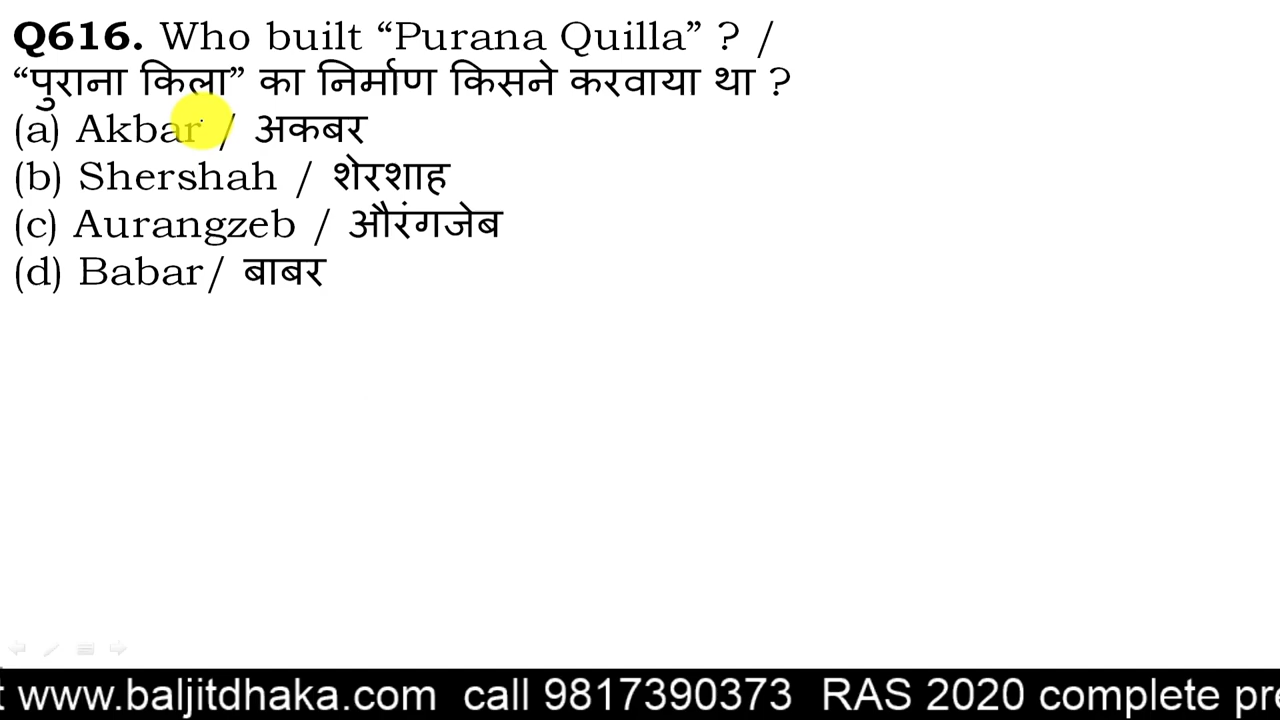 Q616. Who built “Purana Quilla” ? /
“पुराना किला” का निर्माण किसने करवाया था ?
(a) Akbar / अकबर
(b) Shershah / शेरशाह
(c) Aurangzeb / औरंगजेब
(d) Babar/ बाबर
www.baljitdhaka.com call 9817390373 RAS 2020 complete